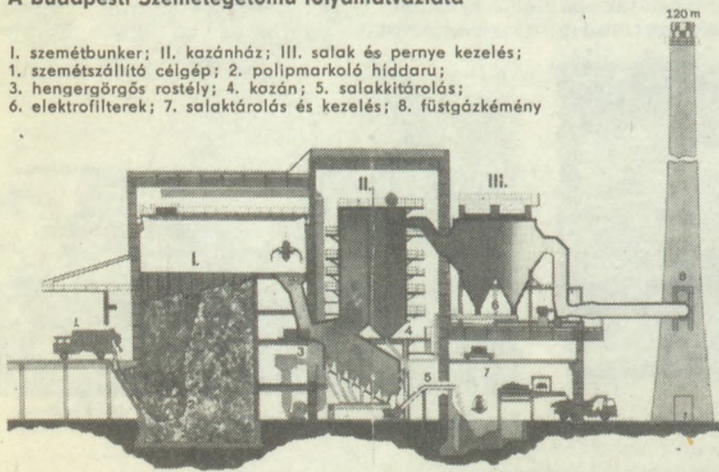 A budapesti Szemétégetőmű folyamatvázlata
I. szemétbunker; II. kazánház; III. salak és pernye kezelés;
1. szemétszállító célgép; 2. polipmarkoló híddaru;
3. hengergörgős rostély; 4. kazán; 5. salakkitárolás;
6. elektrofilterek; 7. salaktárolás és kezelés; 8. füstgázkémény
120 m
I.
II.
III.
1
3
4
5
6
7
8